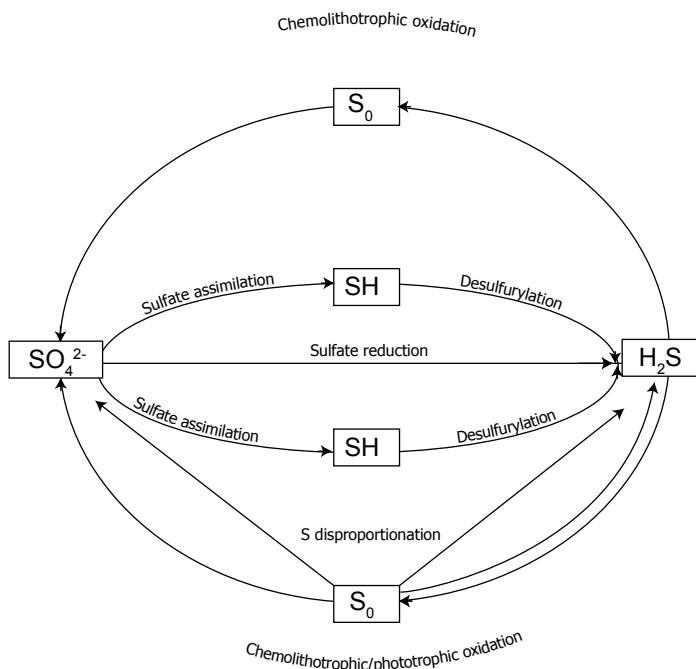 Chemolithotrophic oxidation
S₀
Sulfate assimilation
SH
Desulfurylation
SO₄²⁻
Sulfate reduction
H₂S
Sulfate assimilation
SH
Desulfurylation
S disproportionation
S₀
Chemolithotrophic/phototrophic oxidation